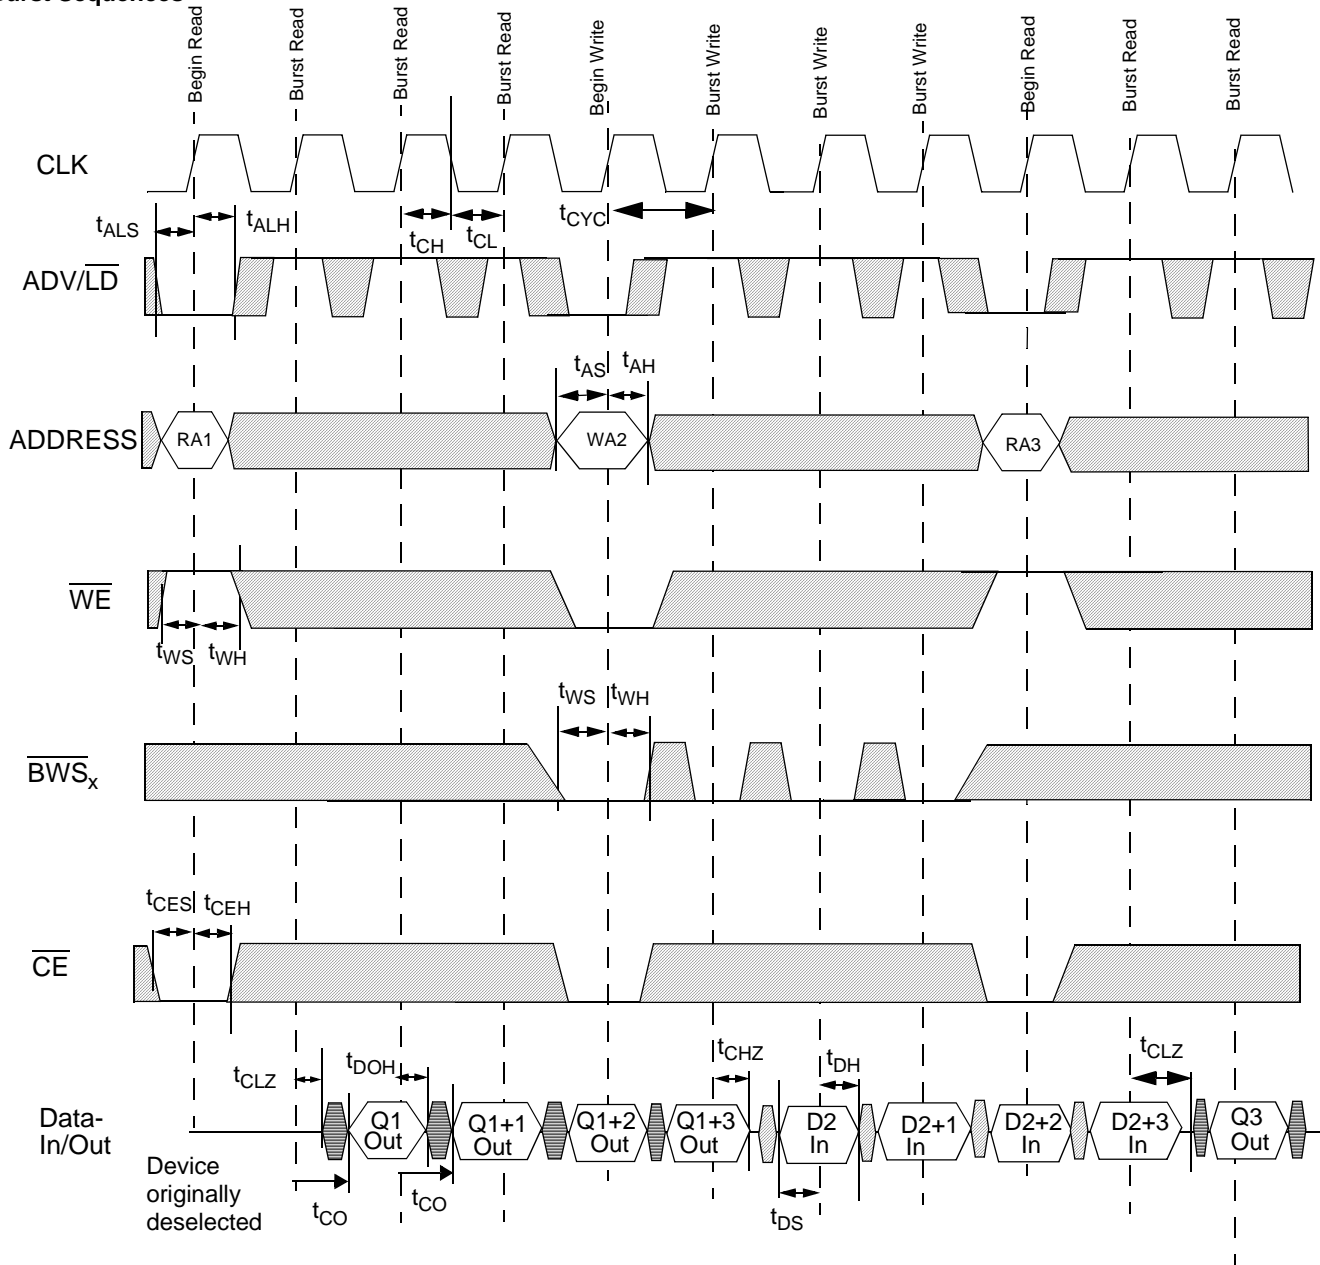 Burst Sequences
Begin Read
Burst Read
Burst Read
Burst Read
Begin Write
Burst Write
Burst Write
Burst Write
Begin Read
Burst Read
Burst Read
CLK
tALS
tALH
tCH
tCL
tCYC
ADV/LD
tAS
tAH
ADDRESS
RA1
WA2
RA3
WE
tWS
tWH
tWS
tWH
BWSx
tCES
tCEH
CE
tCLZ
tDOH
tCHZ
tDH
tCLZ
Data-
In/Out
Q1
Out
Q1+1
Out
Q1+2
Out
Q1+3
Out
D2
In
D2+1
In
D2+2
In
D2+3
In
Q3
Out
Device
originally
deselected
tCO
tCO
tDS